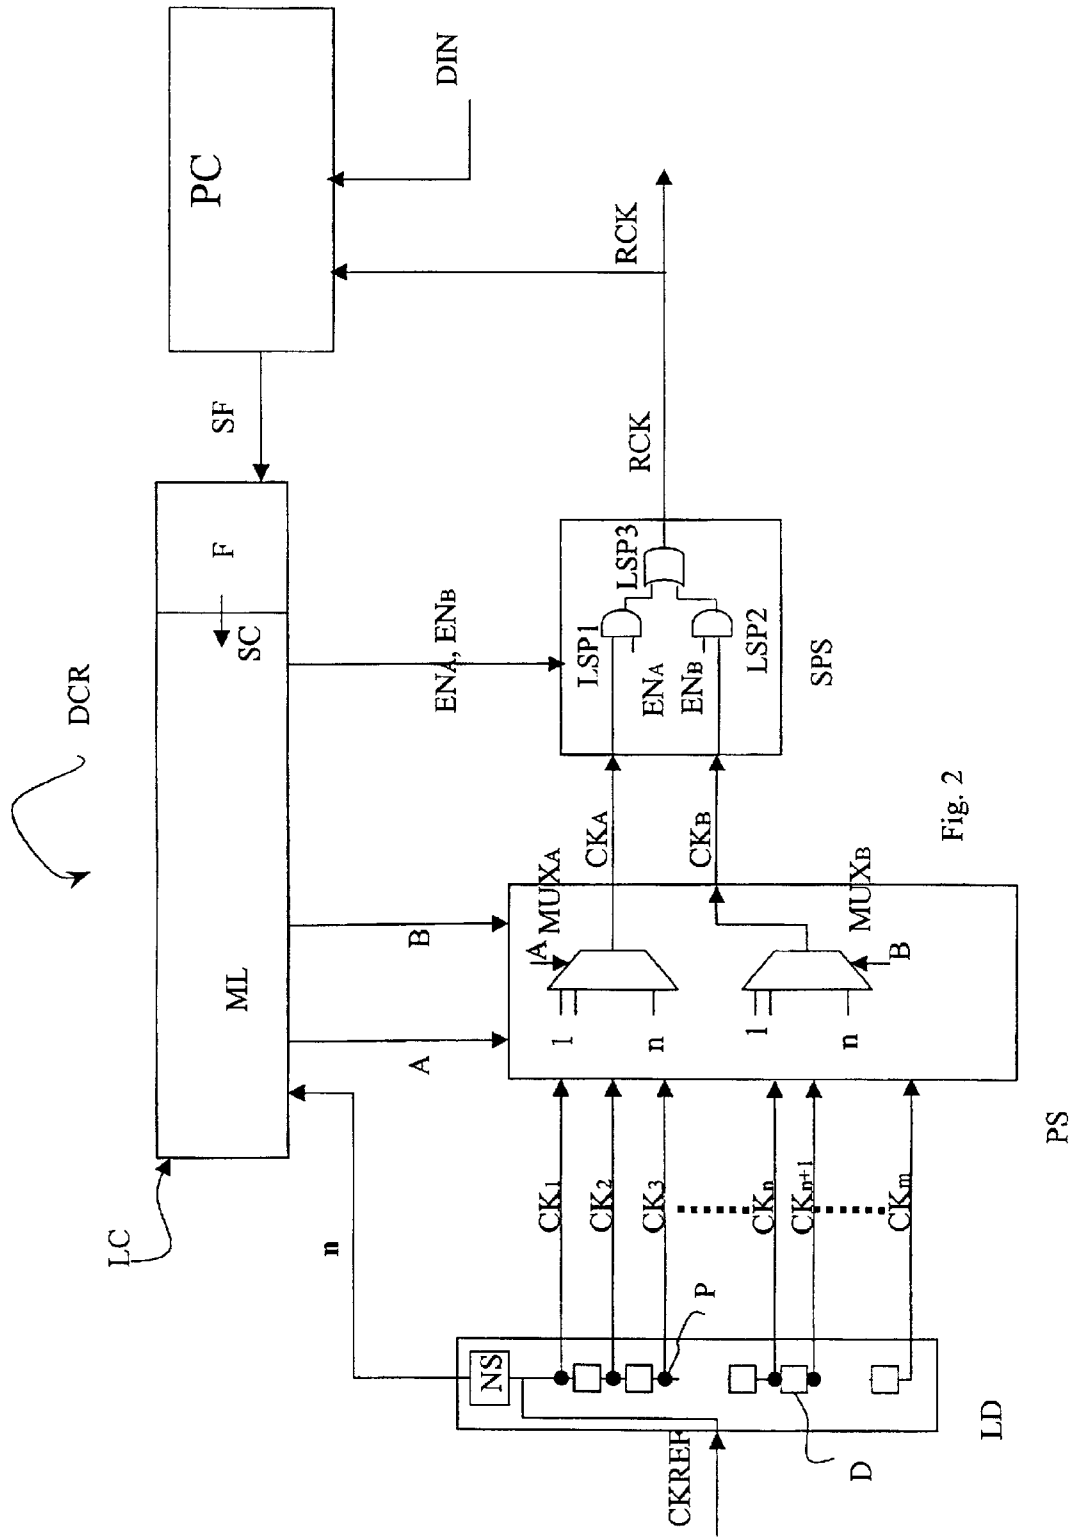 DCR
LC
ML
SC
F
SF
PC
DIN
n
A
B
ENA, ENB
RCK
RCK
NS
CKREF
D
P
LD
CK1
CK2
CK3
CKn
CKn+1
CKm
PS
1
n
A
MUXA
1
n
B
MUXB
CKA
CKB
LSP1
ENA
ENB
LSP2
LSP3
SPS
Fig. 2